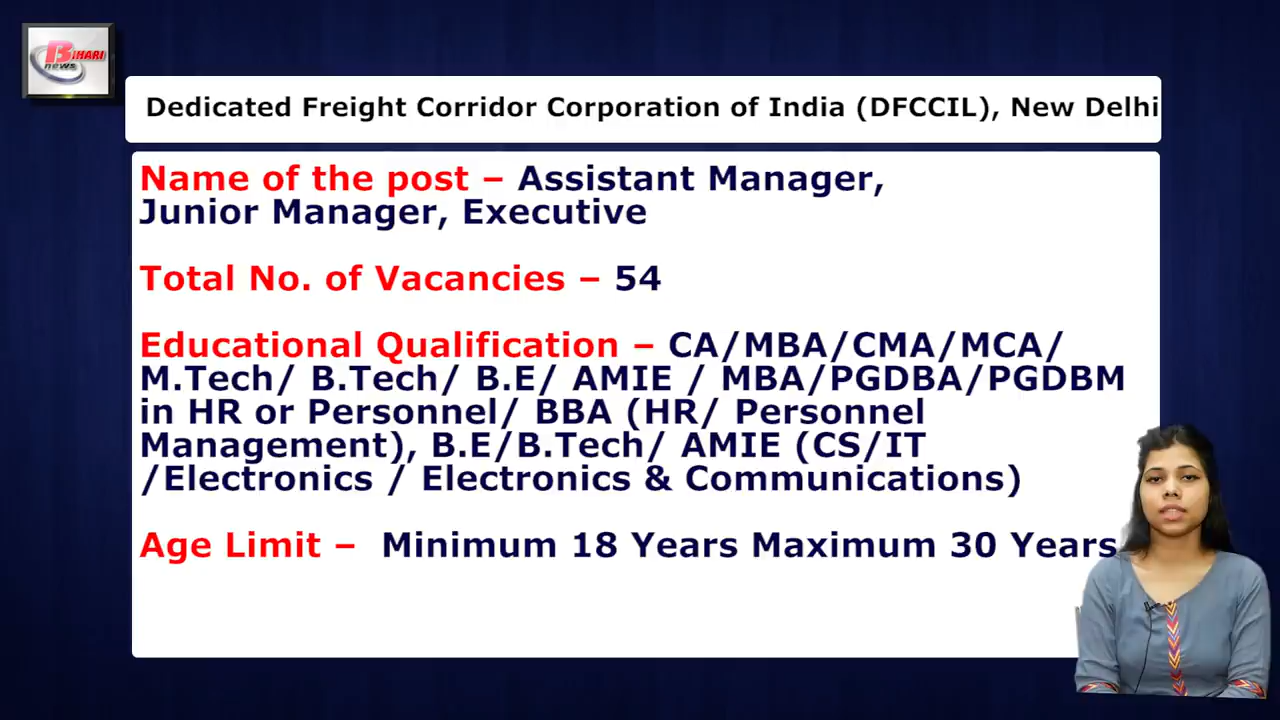 BIHARI
news
Dedicated Freight Corridor Corporation of India (DFCCIL), New Delhi
Name of the post – Assistant Manager,
Junior Manager, Executive
Total No. of Vacancies – 54
Educational Qualification – CA/MBA/CMA/MCA/
M.Tech/ B.Tech/ B.E/ AMIE / MBA/PGDBA/PGDBM
in HR or Personnel/ BBA (HR/ Personnel
Management), B.E/B.Tech/ AMIE (CS/IT
/Electronics / Electronics & Communications)
Age Limit – Minimum 18 Years Maximum 30 Years